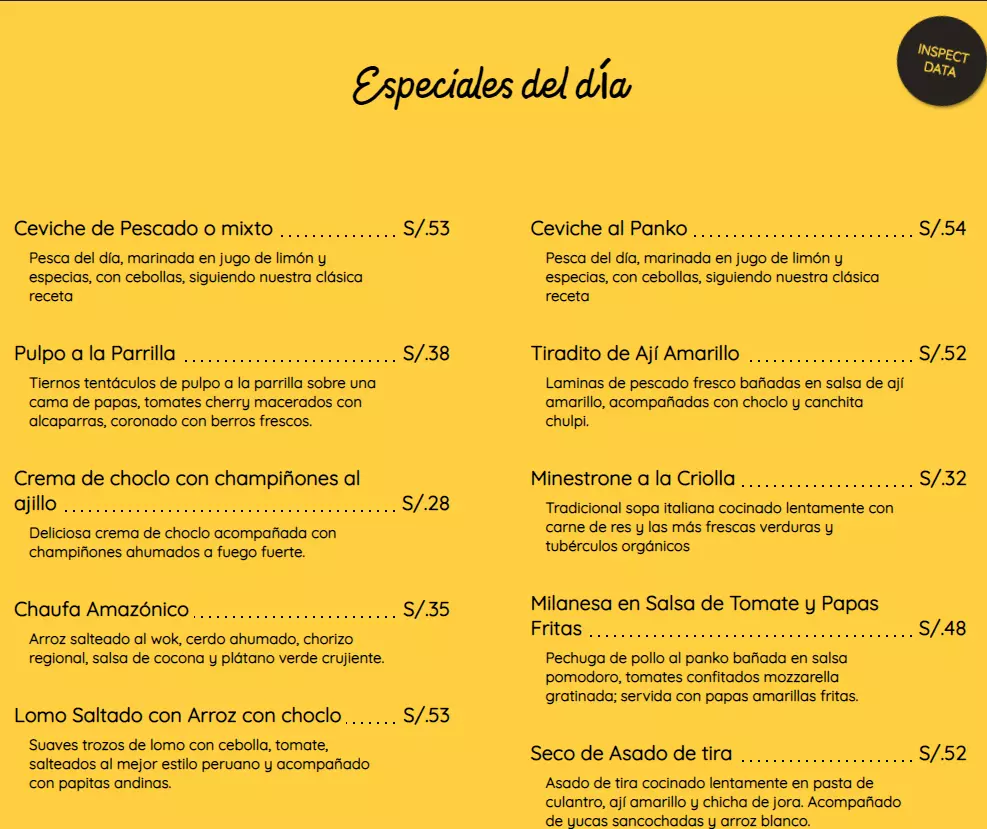 INSPECT
DATA
Especiales del día
Ceviche de Pescado o mixto ................ S/.53
Pesca del día, marinada en jugo de limón y
especias, con cebollas, siguiendo nuestra clásica
receta
Pulpo a la Parrilla ............................. S/.38
Tiernos tentáculos de pulpo a la parrilla sobre una
cama de papas, tomates cherry macerados con
alcaparras, coronado con berros frescos.
Crema de choclo con champiñones al
ajillo .............................................. S/.28
Deliciosa crema de choclo acompañada con
champiñones ahumados a fuego fuerte.
Chaufa Amazónico ............................ S/.35
Arroz salteado al wok, cerdo ahumado, chorizo
regional, salsa de cocona y plátano verde crujiente.
Lomo Saltado con Arroz con choclo ....... S/.53
Suaves trozos de lomo con cebolla, tomate,
salteados al mejor estilo peruano y acompañado
con papitas andinas.
Ceviche al Panko .............................. S/.54
Pesca del día, marinada en jugo de limón y
especias, con cebollas, siguiendo nuestra clásica
receta
Tiradito de Ají Amarillo ....................... S/.52
Laminas de pescado fresco bañadas en salsa de ají
amarillo, acompañadas con choclo y canchita
chulpi.
Minestrone a la Criolla ........................ S/.32
Tradicional sopa italiana cocinado lentamente con
carne de res y las más frescas verduras y
tubérculos orgánicos
Milanesa en Salsa de Tomate y Papas
Fritas ............................................. S/.48
Pechuga de pollo al panko bañada en salsa
pomodoro, tomates confitados mozzarella
gratinada; servida con papas amarillas fritas.
Seco de Asado de tira ........................ S/.52
Asado de tira cocinado lentamente en pasta de
culantro, ají amarillo y chicha de jora. Acompañado
de yucas sancochadas y arroz blanco.